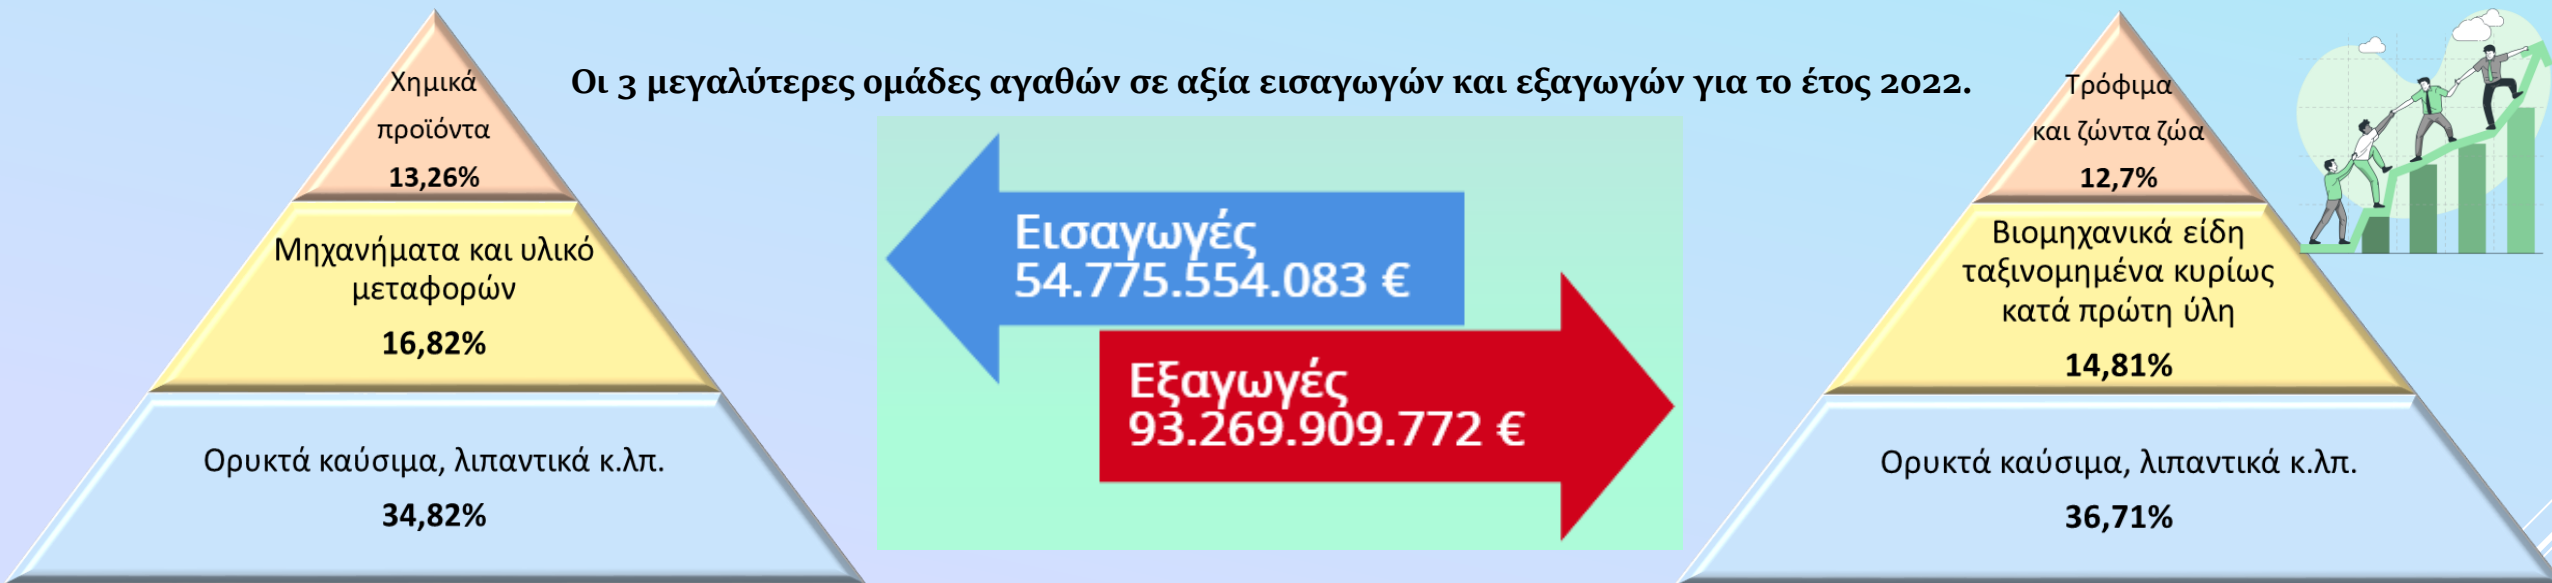 Οι 3 μεγαλύτερες ομάδες αγαθών σε αξία εισαγωγών και εξαγωγών για το έτος 2022.
Χημικά
προϊόντα
13,26%
Μηχανήματα και υλικό
μεταφορών
16,82%
Ορυκτά καύσιμα, λιπαντικά κ.λπ.
34,82%
Εισαγωγές
54.775.554.083 €
Εξαγωγές
93.269.909.772 €
Τρόφιμα
και ζώντα ζώα
12,7%
Βιομηχανικά είδη
ταξινομημένα κυρίως
κατά πρώτη ύλη
14,81%
Ορυκτά καύσιμα, λιπαντικά κ.λπ.
36,71%